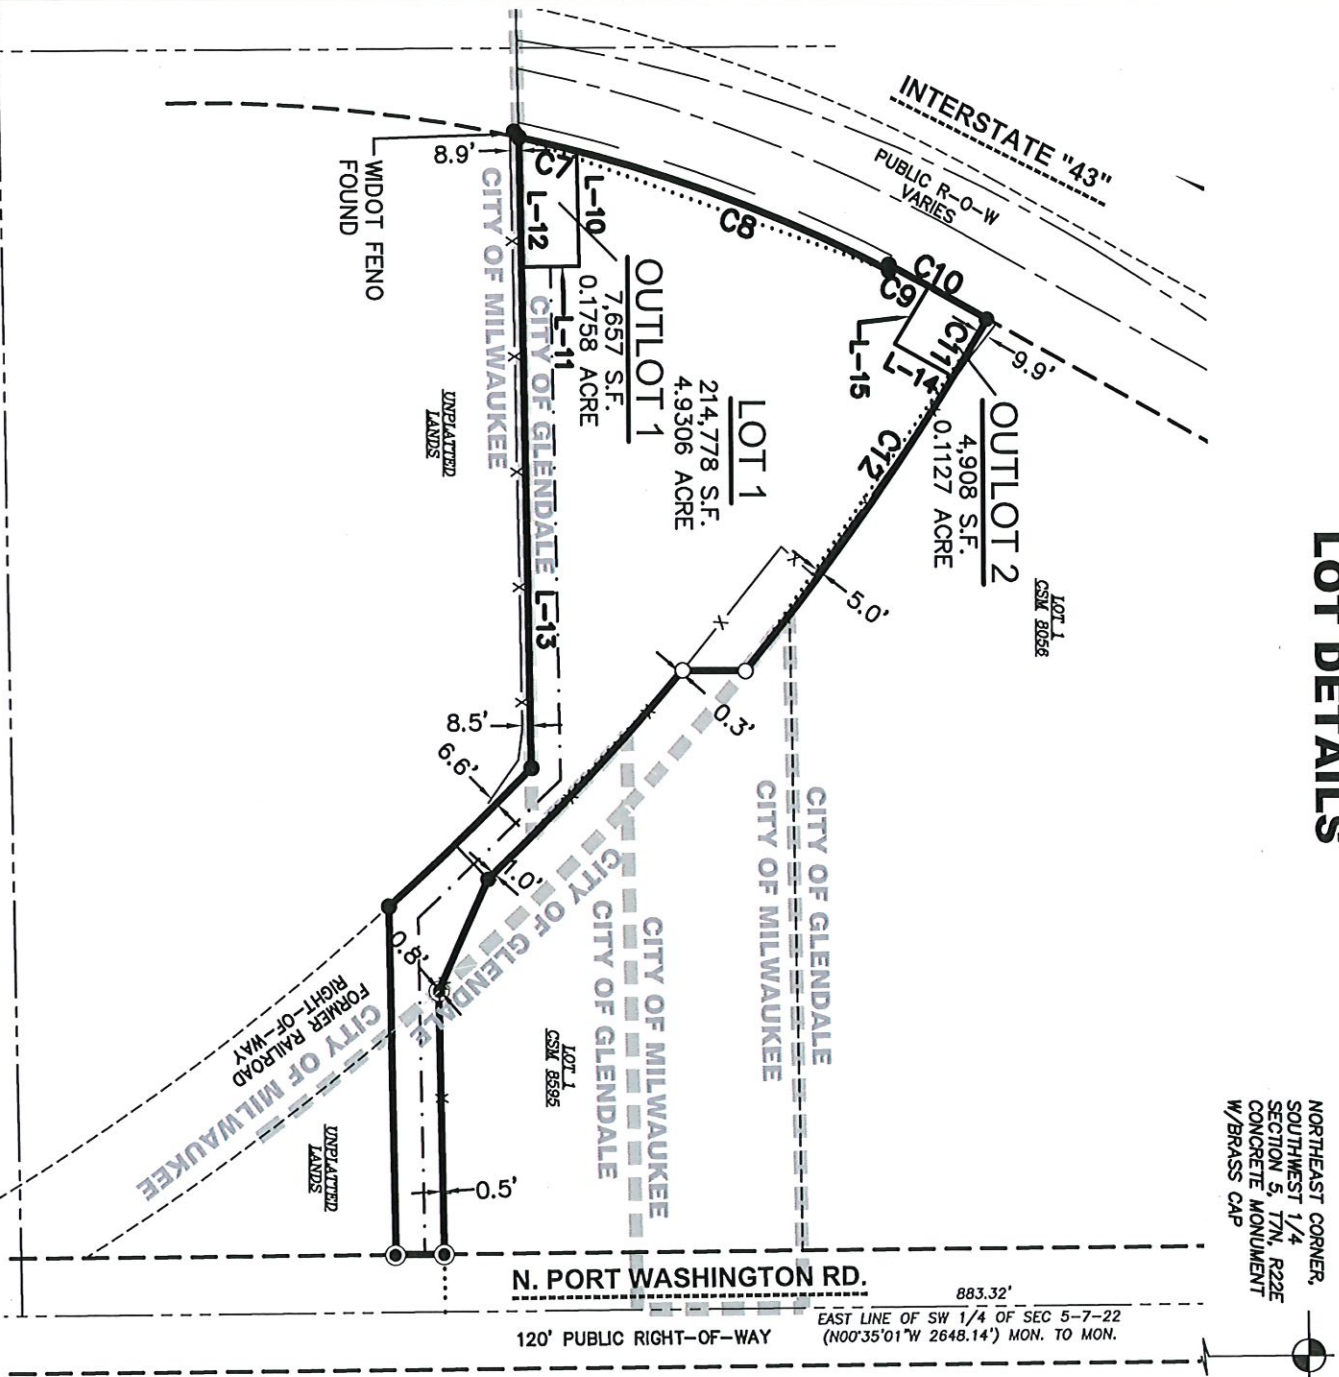 LOT DETAILS
INTERSTATE "43"
PUBLIC R-O-W
VARIES
C7
C8
C9
C10
C11
C12
L-10
L-11
L-12
L-13
L-14
L-15
8.9'
9.9'
WIDOT FENO
FOUND
OUTLOT 1
7,657 S.F.
0.1758 ACRE
LOT 1
214,778 S.F.
4.9306 ACRE
OUTLOT 2
4,908 S.F.
0.1127 ACRE
LOT 1
CSM 8056
CITY OF MILWAUKEE
CITY OF GLENDALE
UNPLATTED
LANDS
5.0'
0.3'
8.5'
6.6'
1.0'
0.8'
0.5'
CITY OF GLENDALE
CITY OF MILWAUKEE
CITY OF MILWAUKEE
CITY OF GLENDALE
CITY OF GLENDALE
CITY OF MILWAUKEE
FORMER RAILROAD
RIGHT-OF-WAY
LOT 1
CSM 8595
UNPLATTED
LANDS
N. PORT WASHINGTON RD.
120' PUBLIC RIGHT-OF-WAY
883.32'
EAST LINE OF SW 1/4 OF SEC 5-7-22
(N00°35'01"W 2648.14') MON. TO MON.
NORTHEAST CORNER,
SOUTHWEST 1/4
SECTION 5, T7N, R22E
CONCRETE MONUMENT
W/BRASS CAP